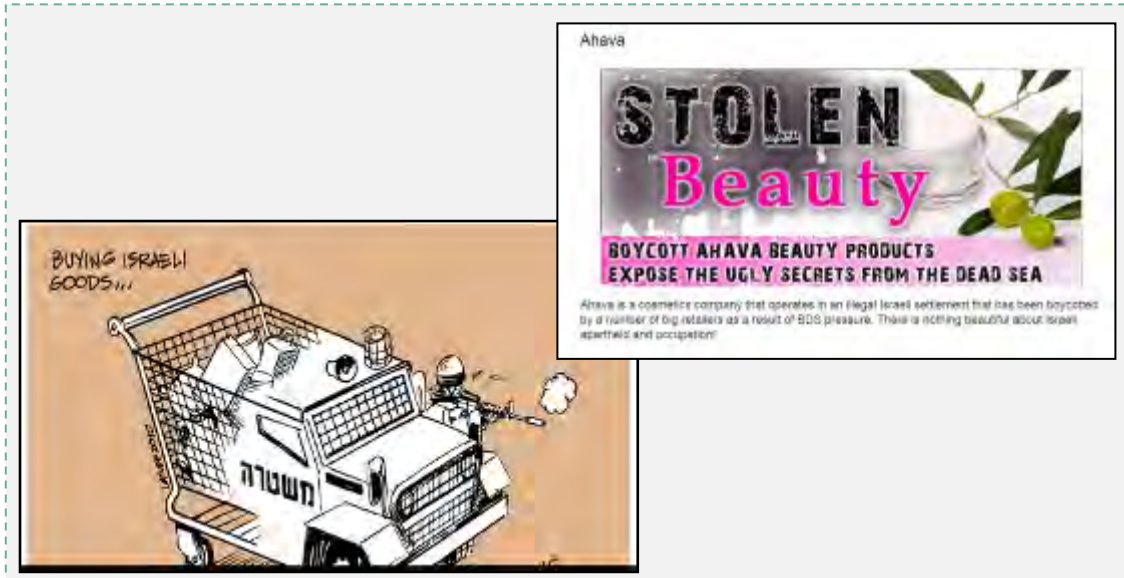 Ahava
STOLEN
Beauty
BOYCOTT AHAVA BEAUTY PRODUCTS
EXPOSE THE UGLY SECRETS FROM THE DEAD SEA
Ahava is a cosmetics company that operates in an illegal Israeli settlement that has been boycotted
by a number of big retailers as a result of BDS pressure. There is nothing beautiful about Israeli
apartheid and occupation!
BUYING ISRAELI
GOODS...
משטרה